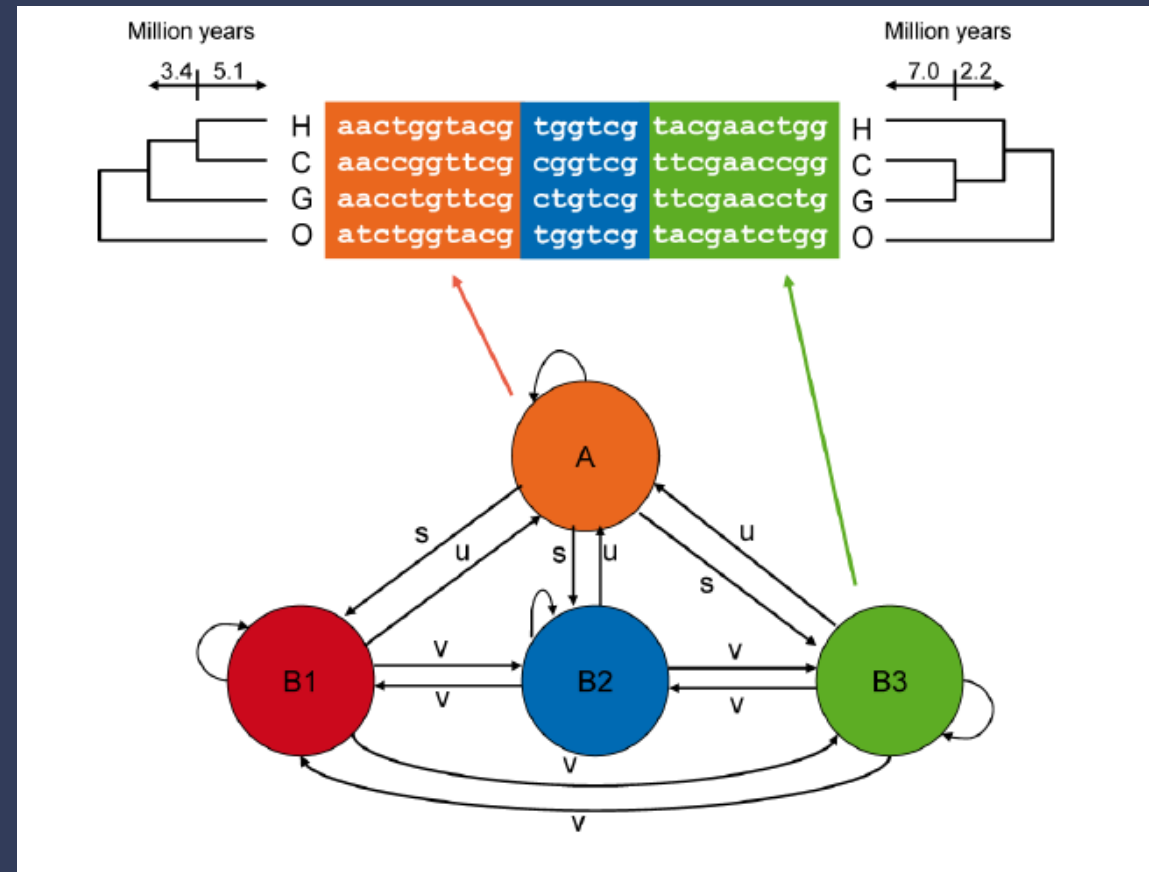 Million years
Million years
3.4 5.1
7.0 2.2
H aactggtacg tggtcg tacgaactgg H
C aaccggttcg cggtcg ttcgaaccgg C
G aacctgttcg ctgtcg ttcgaacctg G
O atctggtacg tggtcg tacgatctgg O
A
s u s u s u
B1 v v B2 v v B3
v
v